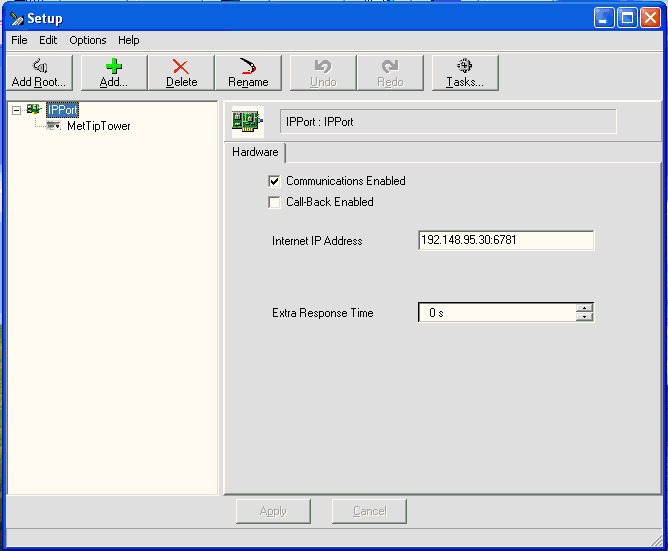 Setup
File Edit Options Help
Add Root... Add... Delete Rename Undo Redo Tasks...
IPPort
MetTipTower
IPPort : IPPort
Hardware
Communications Enabled
Call-Back Enabled
Internet IP Address 192.148.95.30:6781
Extra Response Time 0 s
Apply Cancel